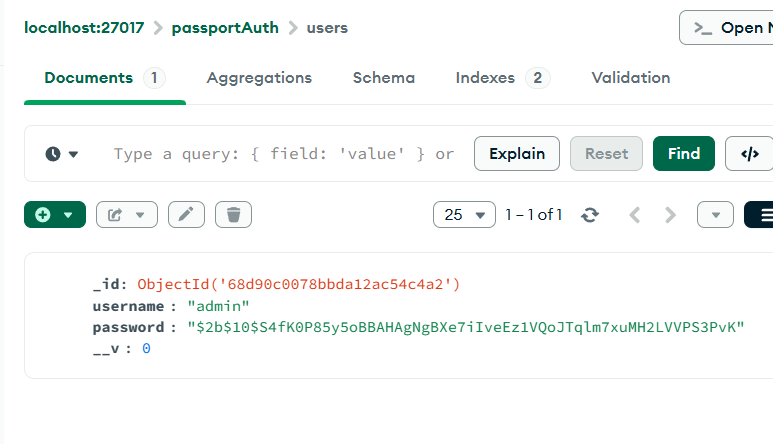 localhost:27017 > passportAuth > users
>_ Open
Documents 1 Aggregations Schema Indexes 2 Validation
Type a query: { field: 'value' } or Explain Reset Find </>
25 1 – 1 of 1
_id: ObjectId('68d90c0078bbda12ac54c4a2')
username : "admin"
password : "$2b$10$S4fK0P85y5oBBAHAgNgBXe7iIveEz1VQoJTqlm7xuMH2LVVPS3PvK"
__v : 0